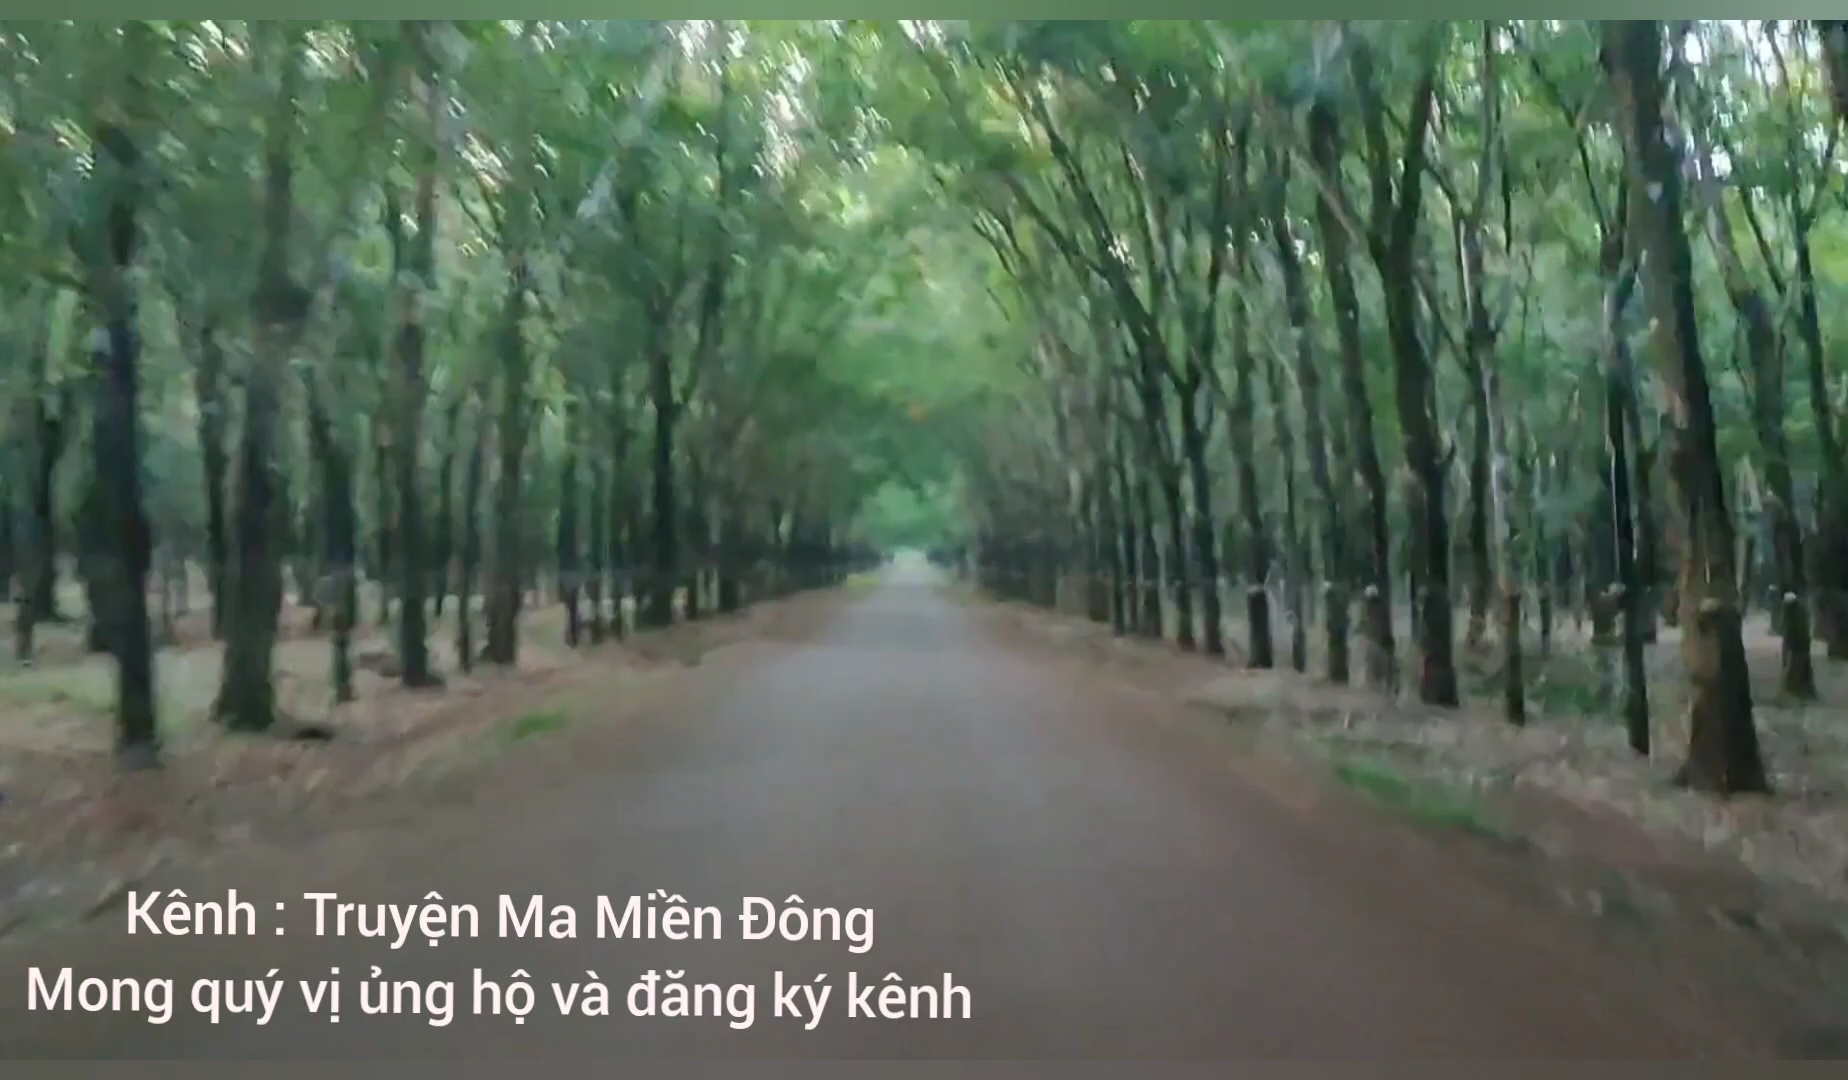 Kênh : Truyện Ma Miền Đông
Mong quý vị ủng hộ và đăng ký kênh